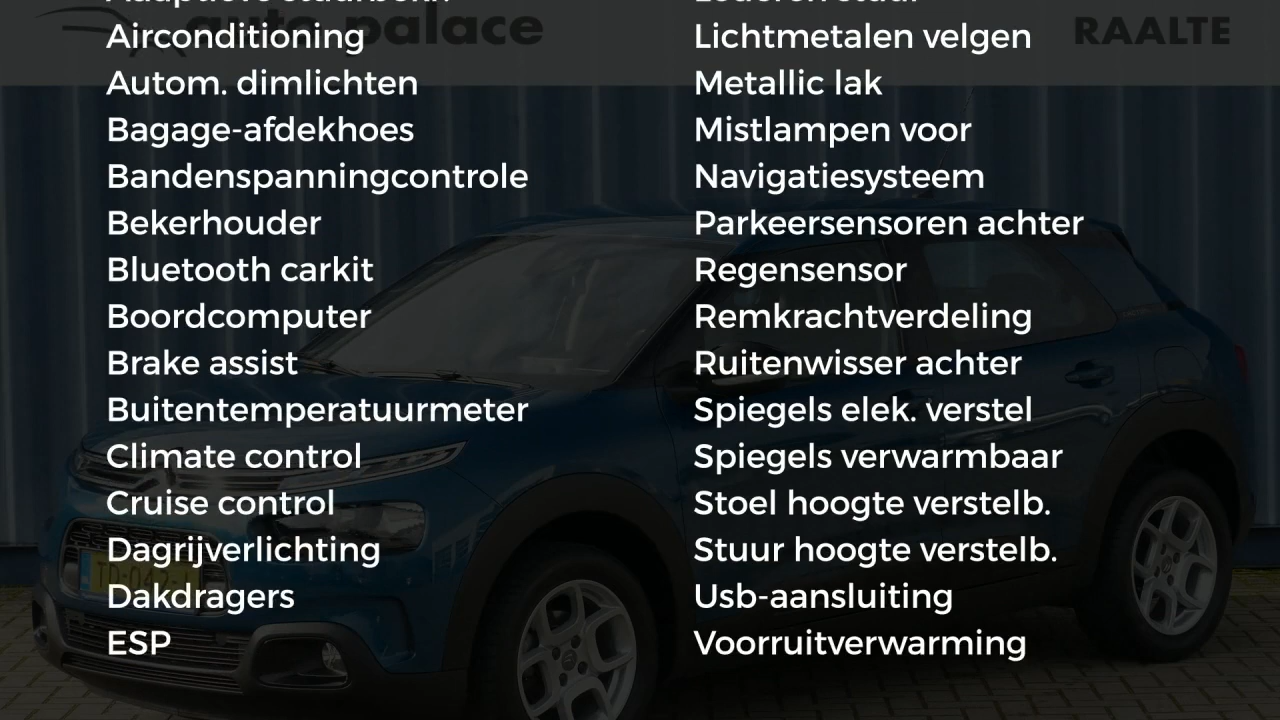 auto palace
RAALTE
Airconditioning
Autom. dimlichten
Bagage-afdekhoes
Bandenspanningcontrole
Bekerhouder
Bluetooth carkit
Boordcomputer
Brake assist
Buitentemperatuurmeter
Climate control
Cruise control
Dagrijverlichting
Dakdragers
ESP
Lichtmetalen velgen
Metallic lak
Mistlampen voor
Navigatiesysteem
Parkeersensoren achter
Regensensor
Remkrachtverdeling
Ruitenwisser achter
Spiegels elek. verstel
Spiegels verwarmbaar
Stoel hoogte verstelb.
Stuur hoogte verstelb.
Usb-aansluiting
Voorruitverwarming